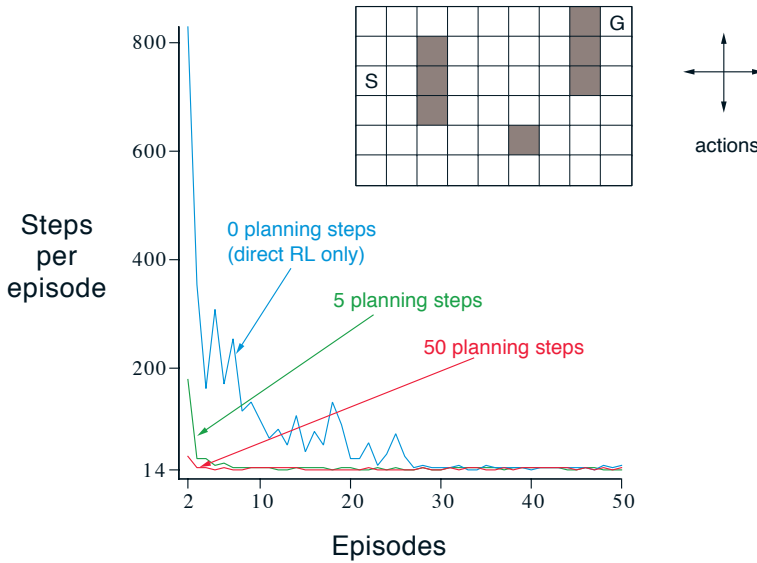 800
600
400
200
14
2
10
20
30
40
50
Steps
per
episode
Episodes
0 planning steps
(direct RL only)
5 planning steps
50 planning steps
S
G
actions